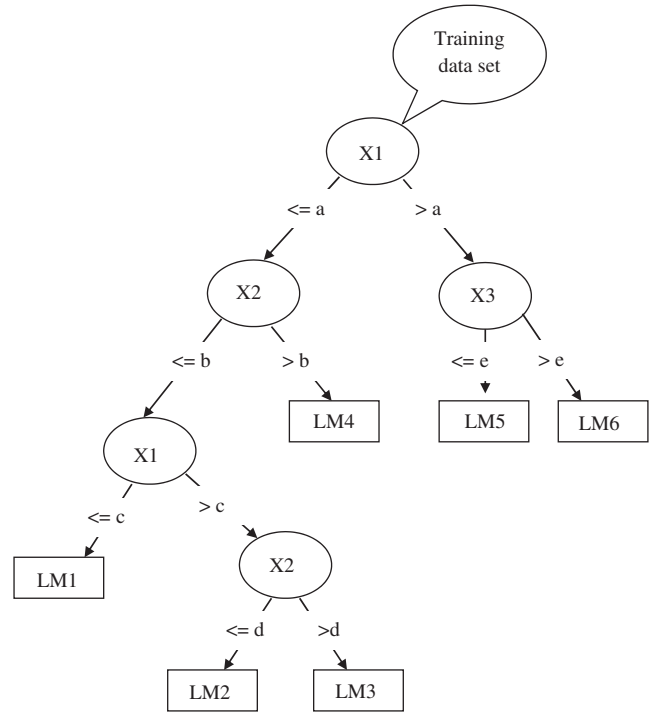 Training
data set
X1
<= a
> a
X2
X3
<= b
> b
<= e
> e
LM4
LM5
LM6
X1
<= c
> c
LM1
X2
<= d
>d
LM2
LM3